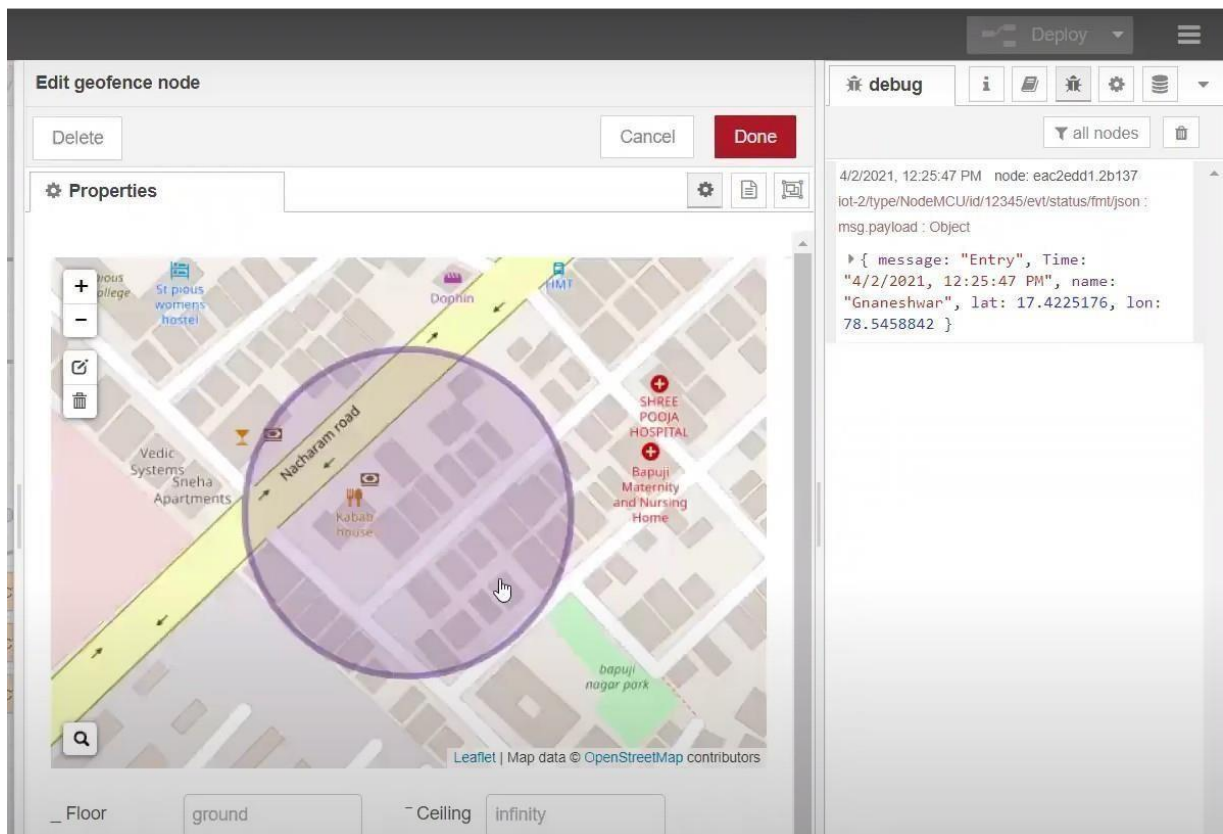 Deploy
Edit geofence node
Delete
Cancel
Done
Properties
debug
i
all nodes
4/2/2021, 12:25:47 PM node: eac2edd1.2b137
iot-2/type/NodeMCU/id/12345/evt/status/fmt/json :
msg.payload : Object
{ message: "Entry", Time:
"4/2/2021, 12:25:47 PM", name:
"Gnaneshwar", lat: 17.4225176, lon:
78.5458842 }
+
−
St pious
womens
hostel
Dophin
HMT
SHREE
POOJA
HOSPITAL
Nacharam road
Vedic
Systems
Sneha
Apartments
Kabab
house
Bapuji
Maternity
and Nursing
Home
bapuji
nagar park
Leaflet | Map data © OpenStreetMap contributors
_ Floor
ground
‾ Ceiling
infinity